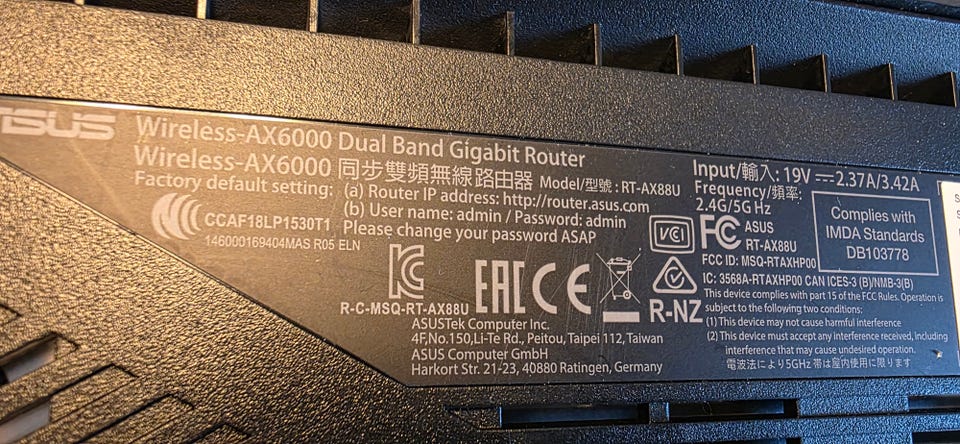 ASUS
Wireless-AX6000 Dual Band Gigabit Router
Wireless-AX6000 同步雙頻無線路由器 Model/型號 : RT-AX88U
Factory default setting: (a) Router IP address: http://router.asus.com
(b) User name: admin / Password: admin
Please change your password ASAP
CCAF18LP1530T1
146000169404MAS R05 ELN
R-C-MSQ-RT-AX88U
EAC CE
ASUSTek Computer Inc.
4F,No.150,Li-Te Rd., Peitou, Taipei 112, Taiwan
ASUS Computer GmbH
Harkort Str. 21-23, 40880 Ratingen, Germany
Input/輸入: 19V ⎓ 2.37A/3.42A
Frequency/頻率:
2.4G/5G Hz
VCCI
FC ASUS
RT-AX88U
FCC ID: MSQ-RTAXHP00
Complies with
IMDA Standards
DB103778
R-NZ
IC: 3568A-RTAXHP00 CAN ICES-3 (B)/NMB-3(B)
This device complies with part 15 of the FCC Rules. Operation is
subject to the following two conditions:
(1) This device may not cause harmful interference
(2) This device must accept any interference received, including
interference that may cause undesired operation.
電波法により5GHz 帯は屋内使用に限ります